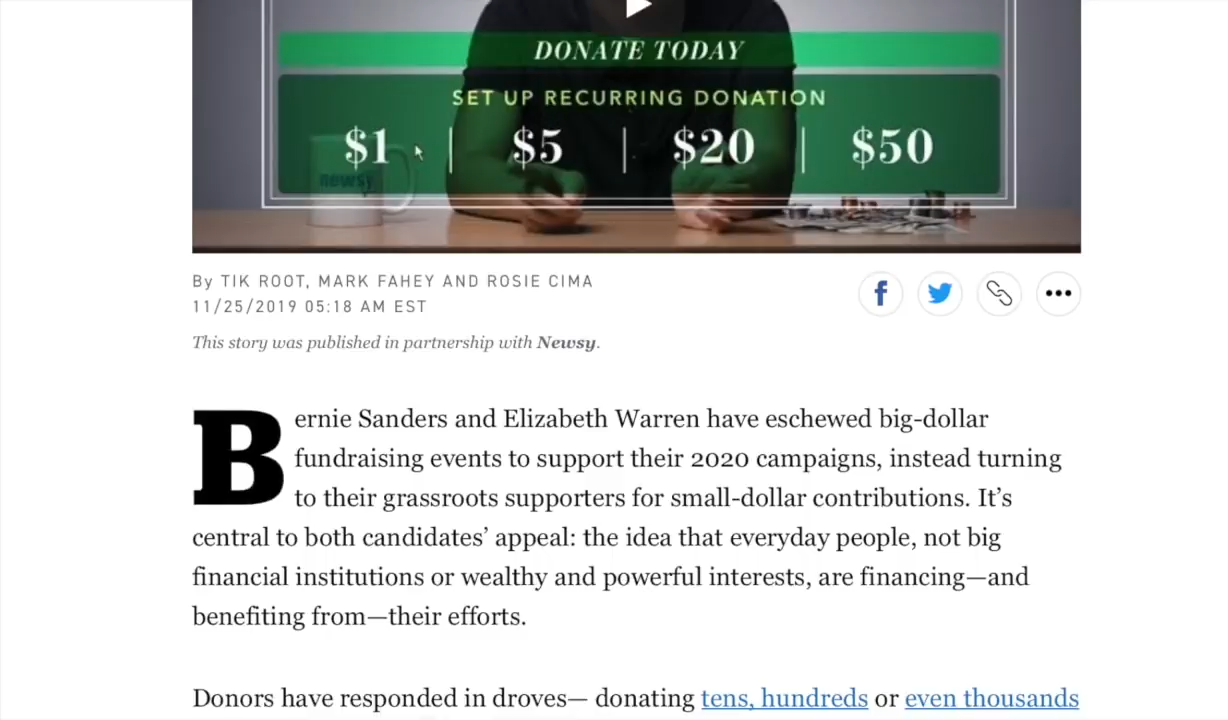 DONATE TODAY
SET UP RECURRING DONATION
$1 | $5 | $20 | $50
newsy
By TIK ROOT, MARK FAHEY AND ROSIE CIMA
11/25/2019 05:18 AM EST
This story was published in partnership with Newsy.
Bernie Sanders and Elizabeth Warren have eschewed big-dollar
fundraising events to support their 2020 campaigns, instead turning
to their grassroots supporters for small-dollar contributions. It’s
central to both candidates’ appeal: the idea that everyday people, not big
financial institutions or wealthy and powerful interests, are financing—and
benefiting from—their efforts.
Donors have responded in droves— donating tens, hundreds or even thousands